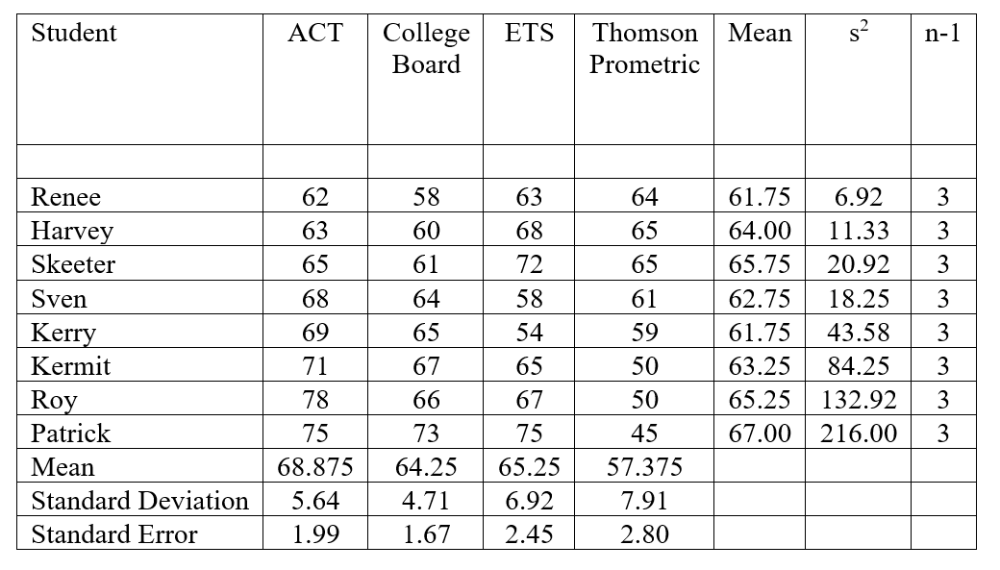 Student ACT College Board ETS Thomson Prometric Mean s² n-1
Renee 62 58 63 64 61.75 6.92 3
Harvey 63 60 68 65 64.00 11.33 3
Skeeter 65 61 72 65 65.75 20.92 3
Sven 68 64 58 61 62.75 18.25 3
Kerry 69 65 54 59 61.75 43.58 3
Kermit 71 67 65 50 63.25 84.25 3
Roy 78 66 67 50 65.25 132.92 3
Patrick 75 73 75 45 67.00 216.00 3
Mean 68.875 64.25 65.25 57.375
Standard Deviation 5.64 4.71 6.92 7.91
Standard Error 1.99 1.67 2.45 2.80